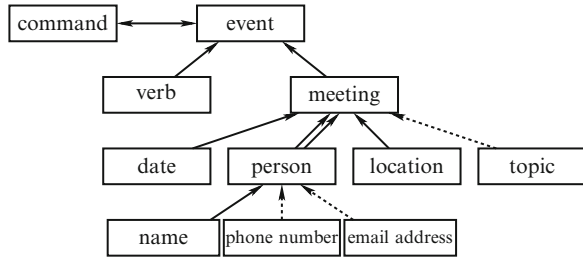 command
event
verb
meeting
date
person
location
topic
name
phone number
email address